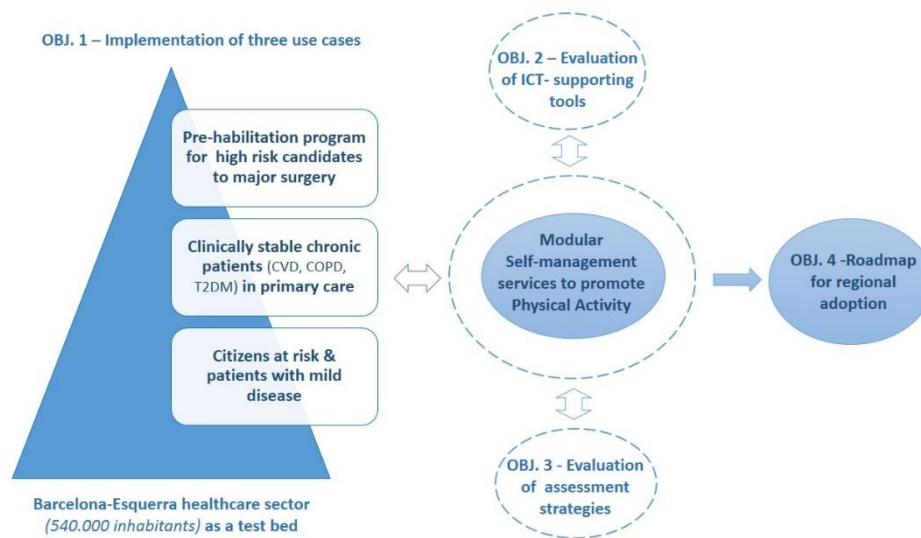 OBJ. 1 – Implementation of three use cases
Pre-habilitation program
for high risk candidates
to major surgery
Clinically stable chronic
patients (CVD, COPD,
T2DM) in primary care
Citizens at risk &
patients with mild
disease
Barcelona-Esquerra healthcare sector
(540.000 inhabitants) as a test bed
OBJ. 2 – Evaluation
of ICT- supporting
tools
Modular
Self-management
services to promote
Physical Activity
OBJ. 3 - Evaluation
of assessment
strategies
OBJ. 4 -Roadmap
for regional
adoption